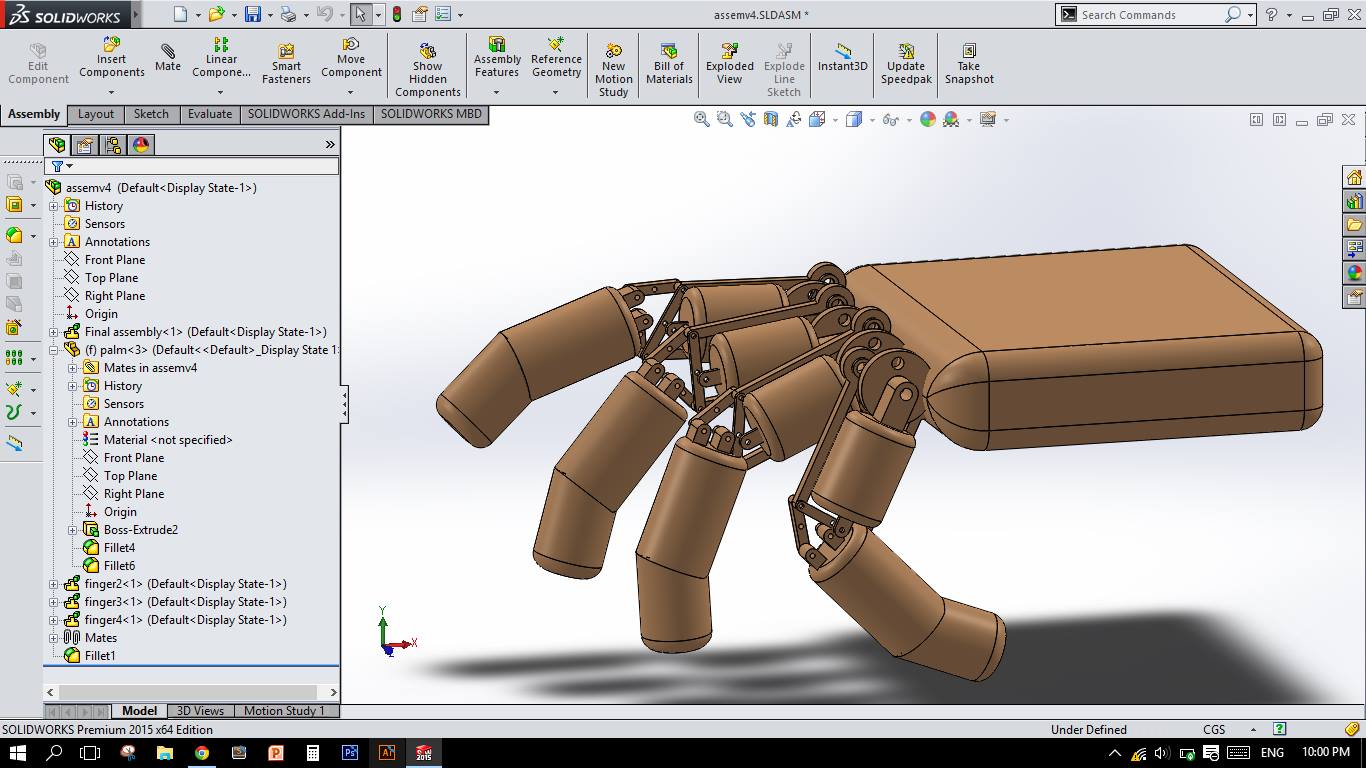 SOLIDWORKS
assemv4.SLDASM *
Search Commands
Edit Component
Insert Components
Mate
Linear Compone...
Smart Fasteners
Move Component
Show Hidden Components
Assembly Features
Reference Geometry
New Motion Study
Bill of Materials
Exploded View
Explode Line Sketch
Instant3D
Update Speedpak
Take Snapshot
Assembly
Layout
Sketch
Evaluate
SOLIDWORKS Add-Ins
SOLIDWORKS MBD
assemv4 (Default<Display State-1>)
History
Sensors
Annotations
Front Plane
Top Plane
Right Plane
Origin
Final assembly<1> (Default<Display State-1>)
(f) palm<3> (Default<<Default>_Display State 1
Mates in assemv4
History
Sensors
Annotations
Material <not specified>
Front Plane
Top Plane
Right Plane
Origin
Boss-Extrude2
Fillet4
Fillet6
finger2<1> (Default<Display State-1>)
finger3<1> (Default<Display State-1>)
finger4<1> (Default<Display State-1>)
Mates
Fillet1
Y
X
Z
Model
3D Views
Motion Study 1
SOLIDWORKS Premium 2015 x64 Edition
Under Defined
CGS
Ps
Ai
SW 2015
ENG
10:00 PM